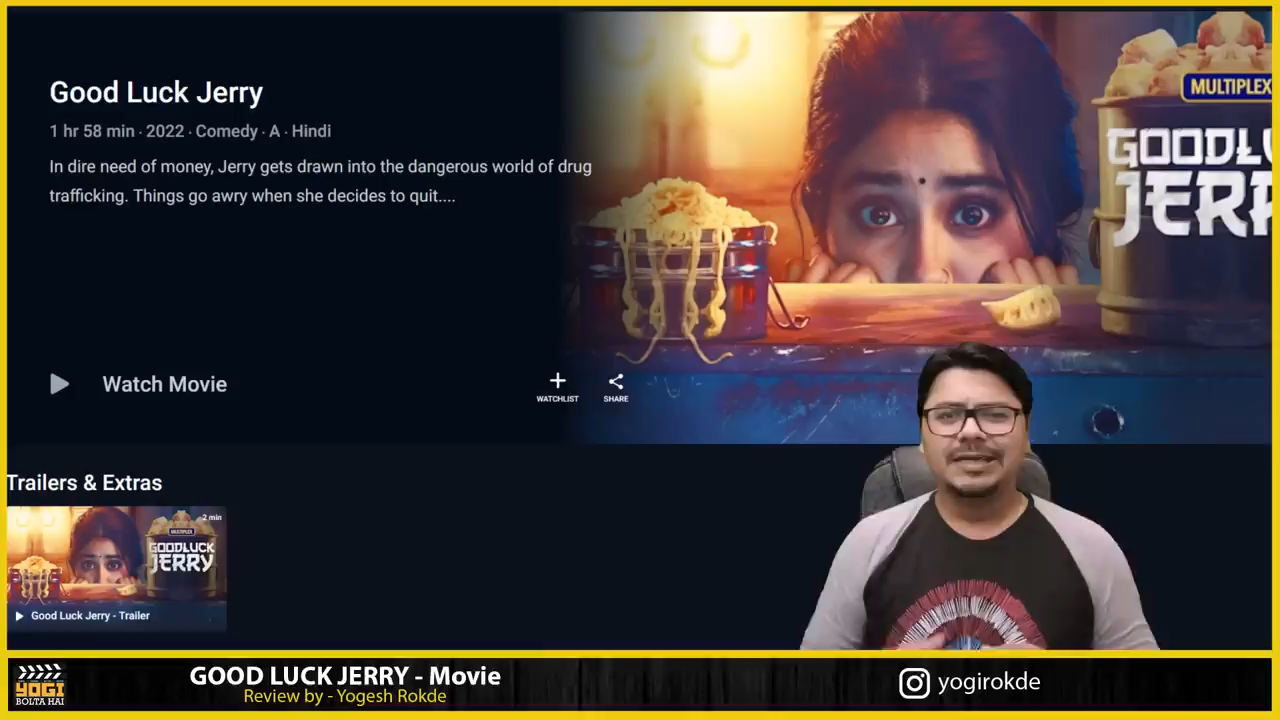 Good Luck Jerry
1 hr 58 min · 2022 · Comedy · A · Hindi
In dire need of money, Jerry gets drawn into the dangerous world of drug
trafficking. Things go awry when she decides to quit....
MULTIPLEX
GOODLU
JERR
Watch Movie
WATCHLIST
SHARE
Trailers & Extras
2 min
MULTIPLEX
GOODLUCK
JERRY
Good Luck Jerry - Trailer
YOGI
BOLTA HAI
GOOD LUCK JERRY - Movie
Review by - Yogesh Rokde
yogirokde